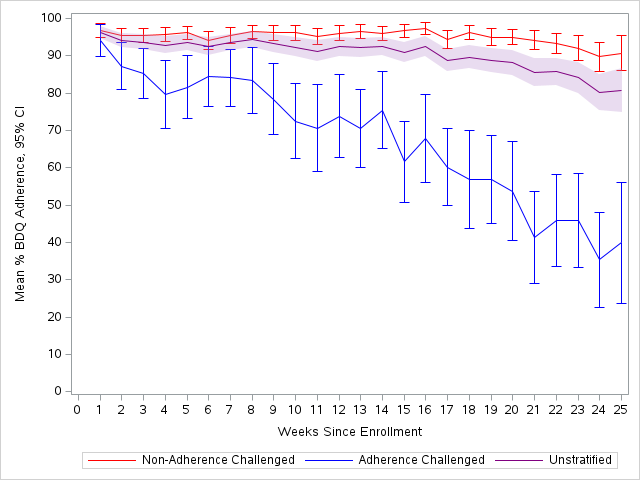 Mean % BDQ Adherence, 95% CI
100
90
80
70
60
50
40
30
20
10
0
0 1 2 3 4 5 6 7 8 9 10 11 12 13 14 15 16 17 18 19 20 21 22 23 24 25
Weeks Since Enrollment
Non-Adherence Challenged Adherence Challenged Unstratified